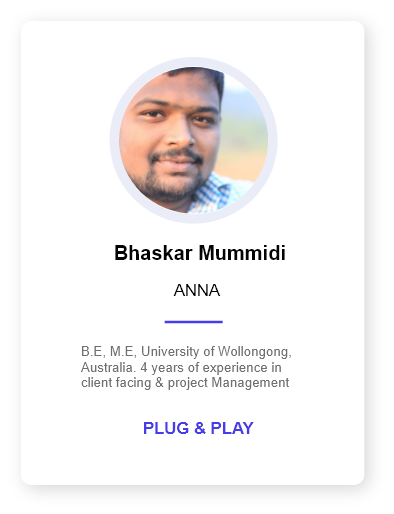 Bhaskar Mummidi
ANNA
B.E, M.E, University of Wollongong,
Australia. 4 years of experience in
client facing & project Management
PLUG & PLAY